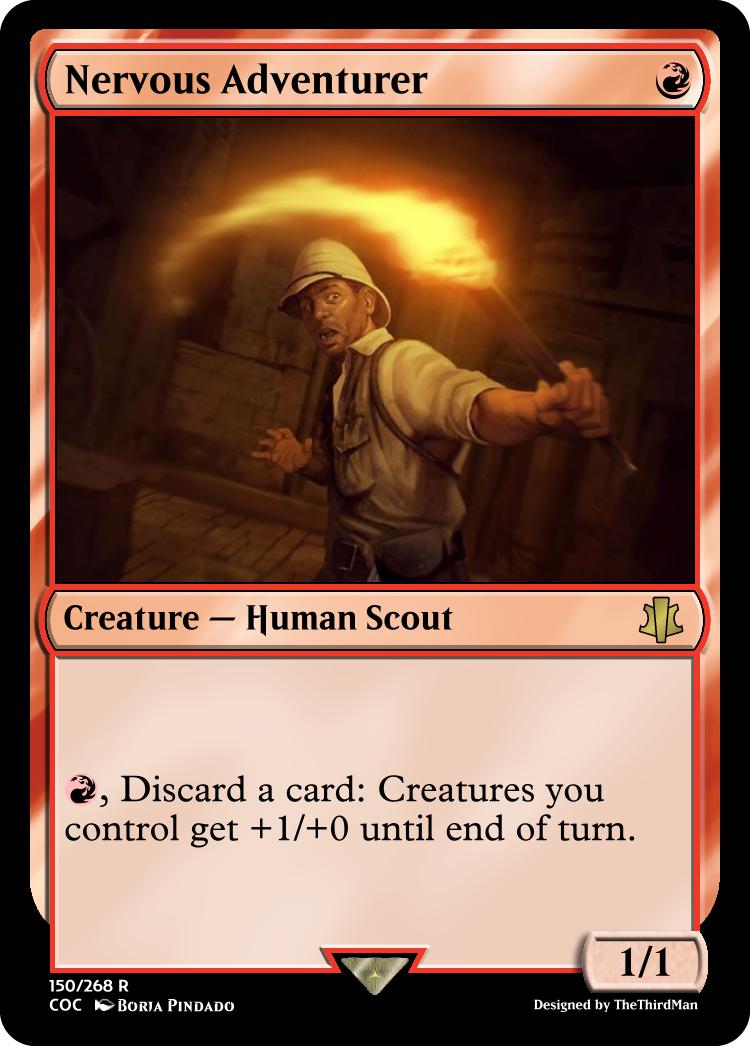 Nervous Adventurer
Creature — Human Scout
, Discard a card: Creatures you
control get +1/+0 until end of turn.
1/1
150/268 R
COC Borja Pindado
Designed by TheThirdMan